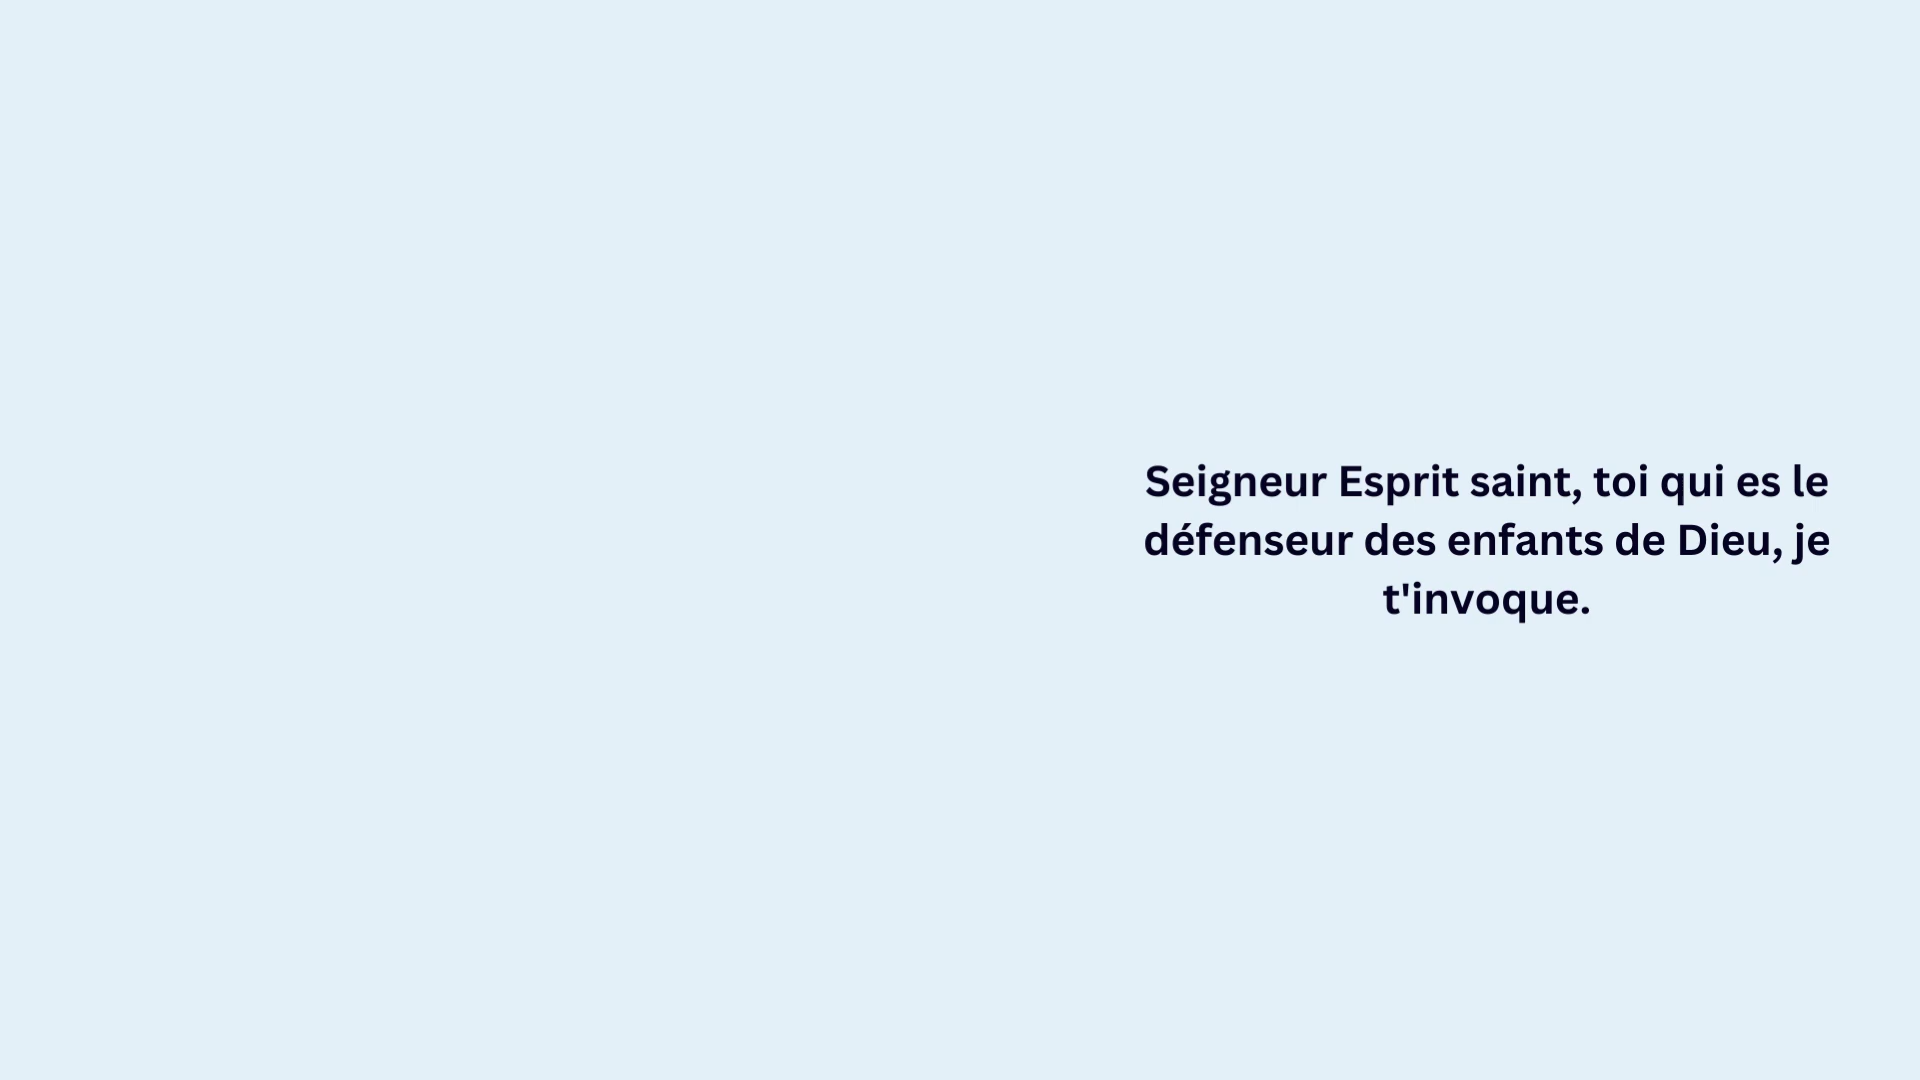 Seigneur Esprit saint, toi qui es le
défenseur des enfants de Dieu, je
t'invoque.